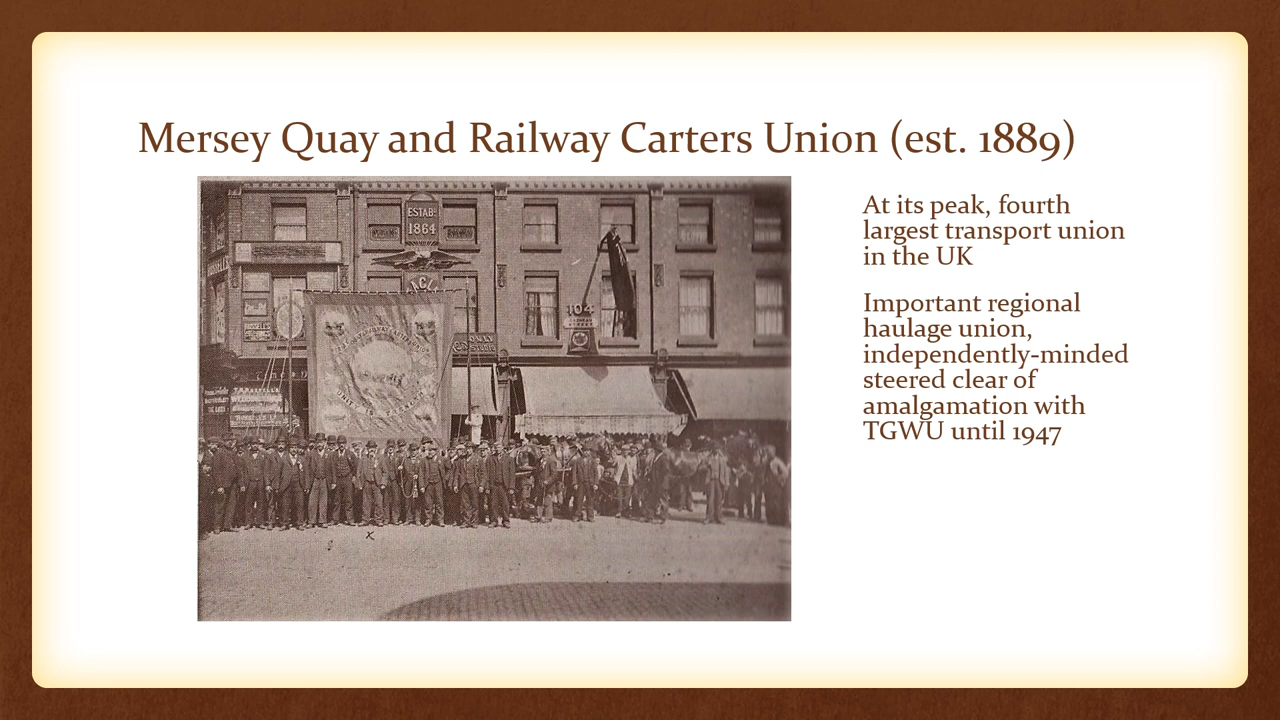 Mersey Quay and Railway Carters Union (est. 1889)
ESTAB:
1864
104
At its peak, fourth
largest transport union
in the UK
Important regional
haulage union,
independently-minded
steered clear of
amalgamation with
TGWU until 1947